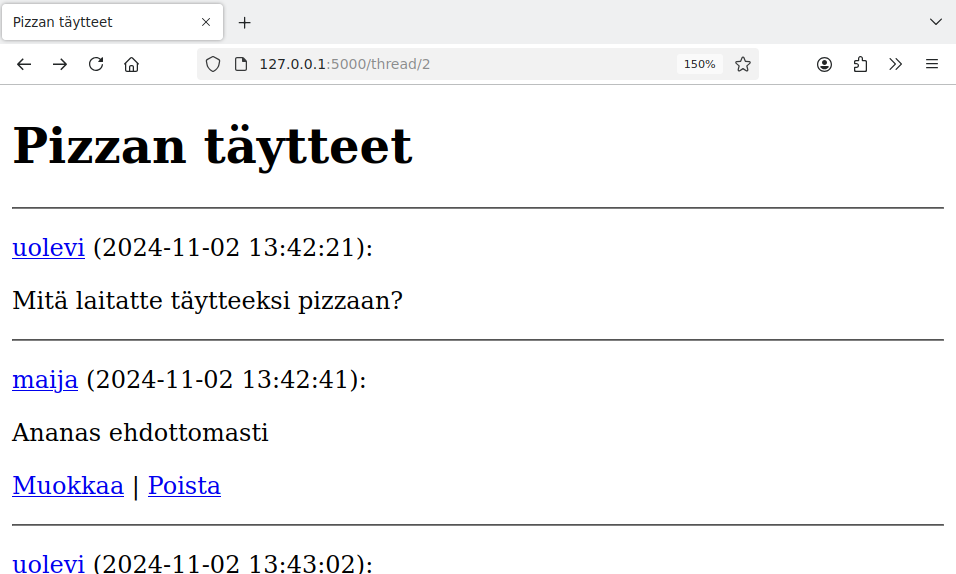 Pizzan täytteet
127.0.0.1:5000/thread/2
150%
Pizzan täytteet
uolevi (2024-11-02 13:42:21):
Mitä laitatte täytteeksi pizzaan?
maija (2024-11-02 13:42:41):
Ananas ehdottomasti
Muokkaa | Poista
uolevi (2024-11-02 13:43:02):